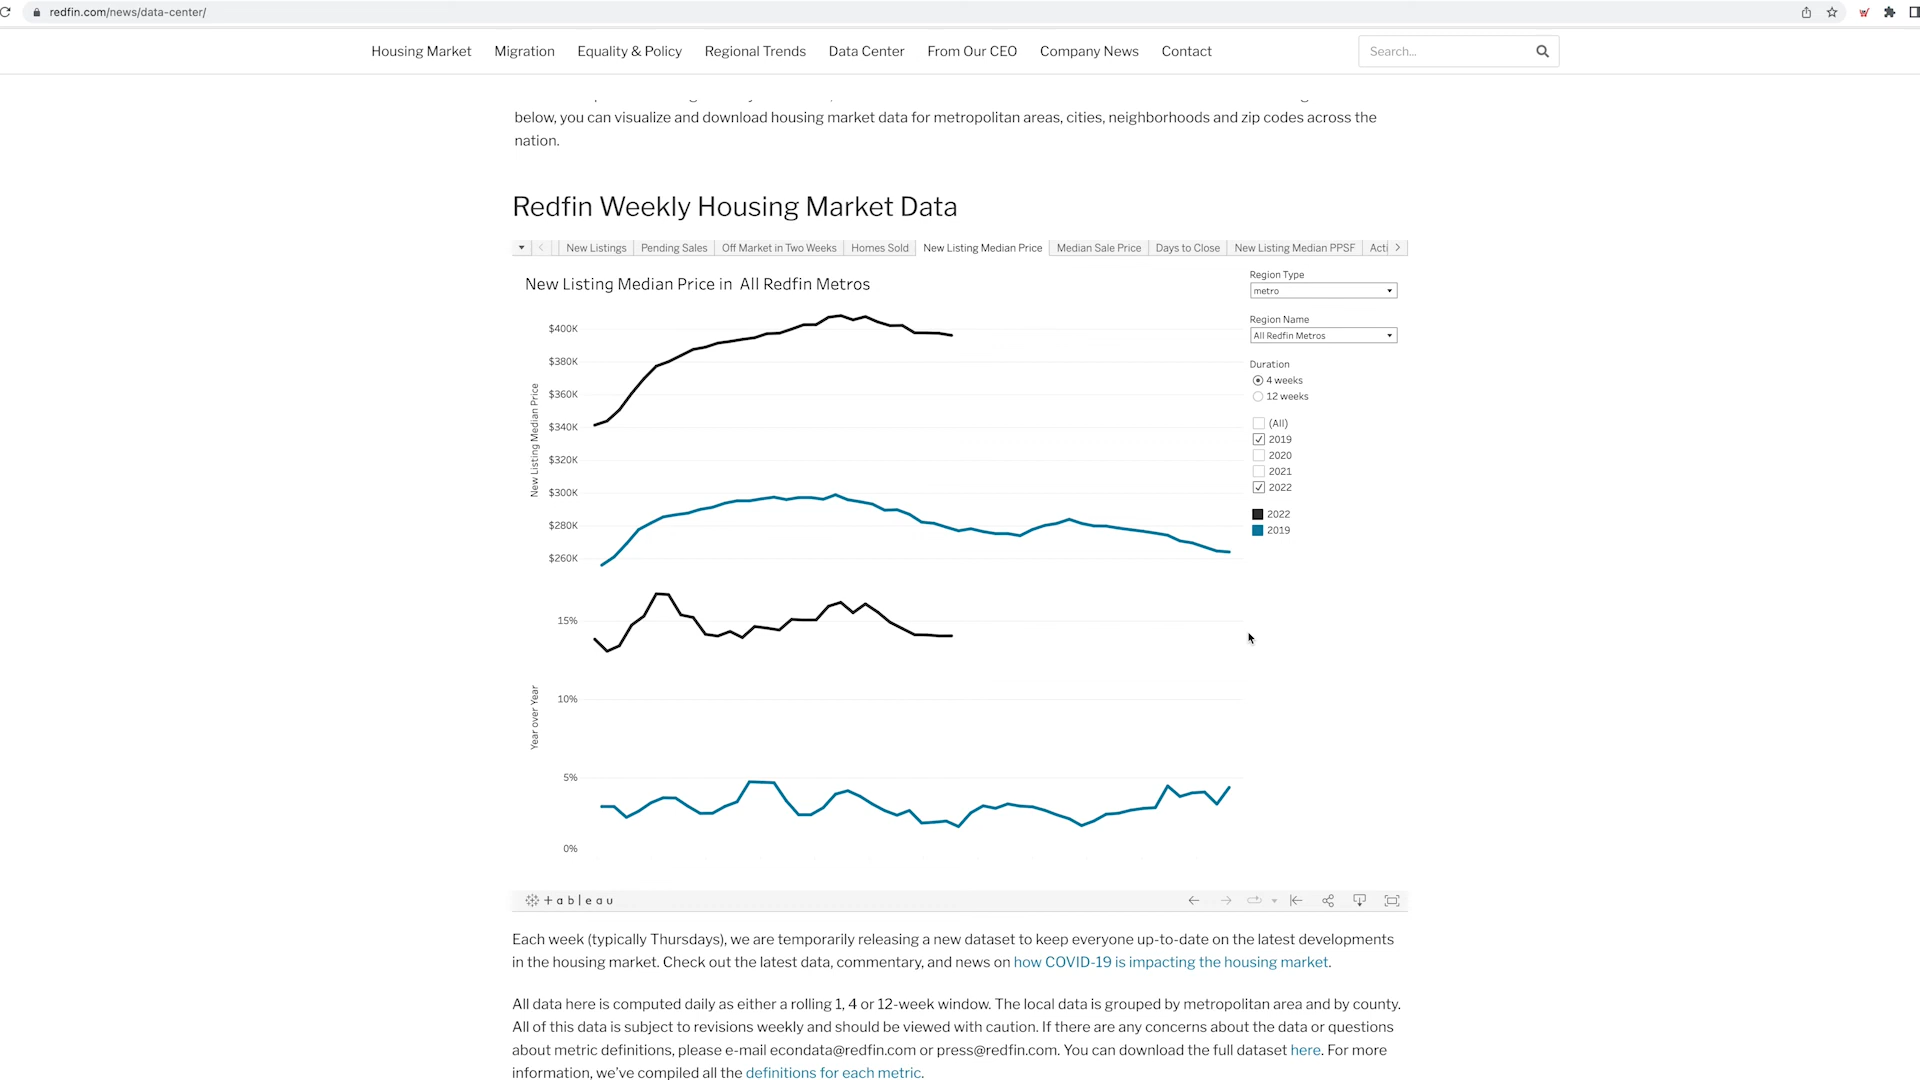 redfin.com/news/data-center/
Housing Market Migration Equality & Policy Regional Trends Data Center From Our CEO Company News Contact Search...
below, you can visualize and download housing market data for metropolitan areas, cities, neighborhoods and zip codes across the
nation.
Redfin Weekly Housing Market Data
New Listings Pending Sales Off Market in Two Weeks Homes Sold New Listing Median Price Median Sale Price Days to Close New Listing Median PPSF Acti
New Listing Median Price in All Redfin Metros
New Listing Median Price
$400K
$380K
$360K
$340K
$320K
$300K
$280K
$260K
Year over Year
15%
10%
5%
0%
Region Type
metro
Region Name
All Redfin Metros
Duration
4 weeks
12 weeks
(All)
2019
2020
2021
2022
2022
2019
+ableau
Each week (typically Thursdays), we are temporarily releasing a new dataset to keep everyone up-to-date on the latest developments
in the housing market. Check out the latest data, commentary, and news on how COVID-19 is impacting the housing market.
All data here is computed daily as either a rolling 1, 4 or 12-week window. The local data is grouped by metropolitan area and by county.
All of this data is subject to revisions weekly and should be viewed with caution. If there are any concerns about the data or questions
about metric definitions, please e-mail econdata@redfin.com or press@redfin.com. You can download the full dataset here. For more
information, we've compiled all the definitions for each metric.